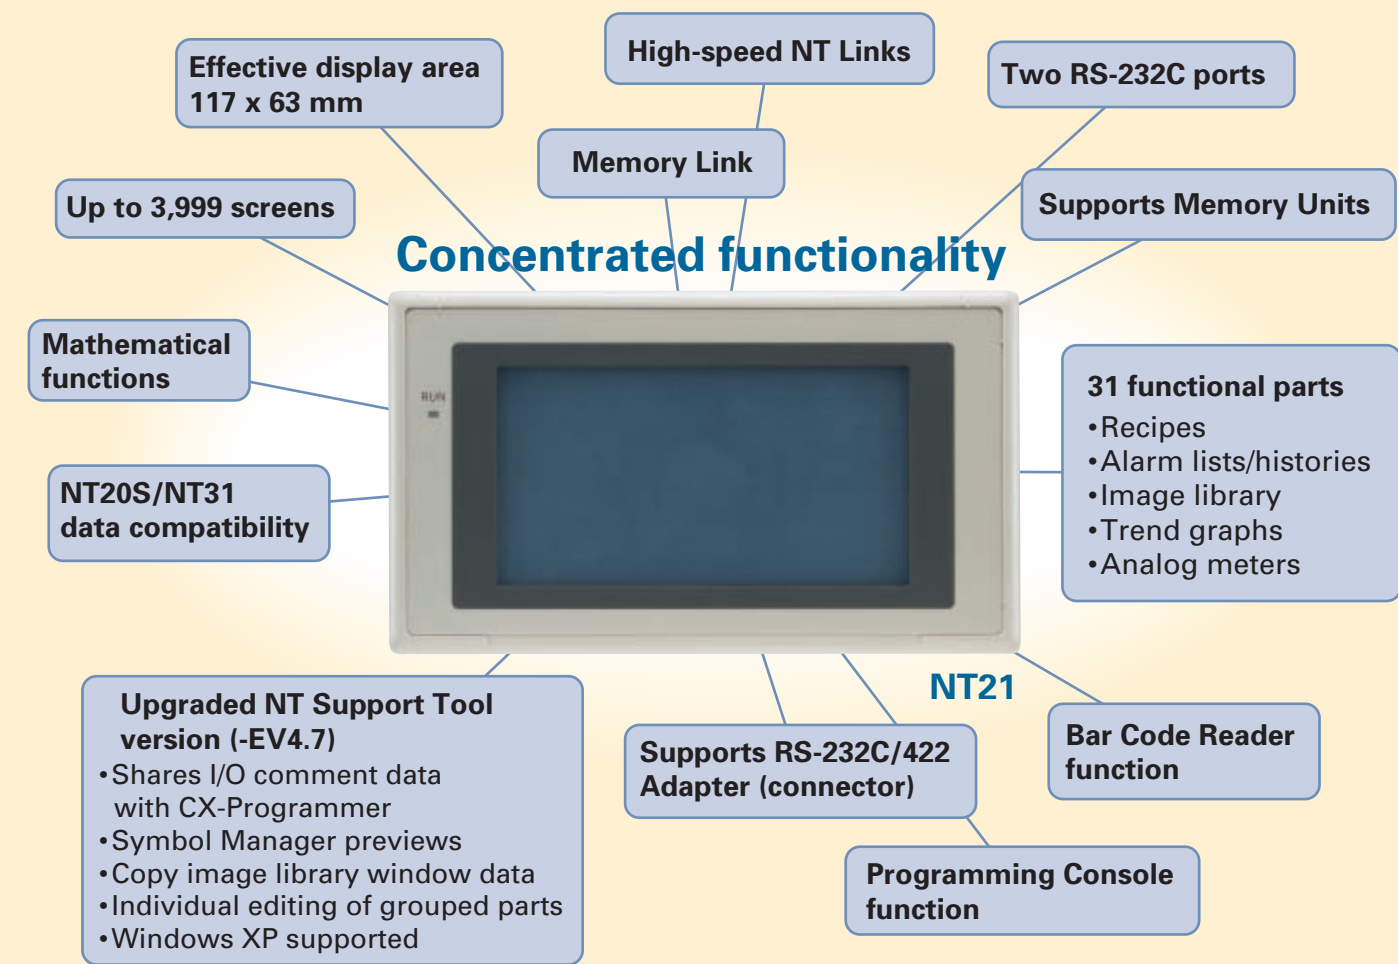 Effective display area
117 x 63 mm
High-speed NT Links
Two RS-232C ports
Memory Link
Up to 3,999 screens
Supports Memory Units
Concentrated functionality
Mathematical
functions
RUN
31 functional parts
•Recipes
•Alarm lists/histories
•Image library
•Trend graphs
•Analog meters
NT20S/NT31
data compatibility
NT21
Upgraded NT Support Tool
version (-EV4.7)
•Shares I/O comment data
with CX-Programmer
•Symbol Manager previews
•Copy image library window data
•Individual editing of grouped parts
•Windows XP supported
Supports RS-232C/422
Adapter (connector)
Bar Code Reader
function
Programming Console
function